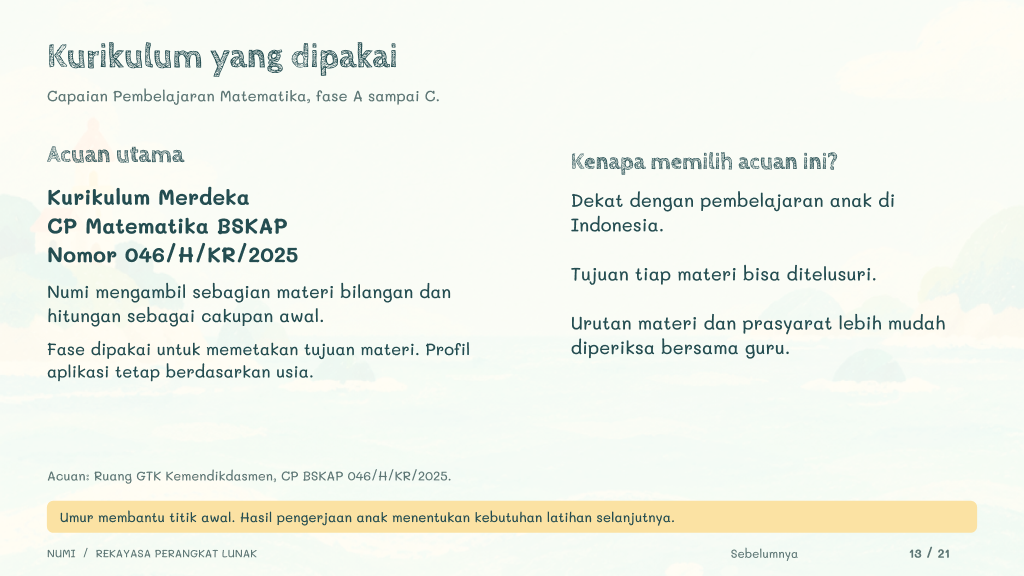 Kurikulum yang dipakai
Capaian Pembelajaran Matematika, fase A sampai C.
Acuan utama
Kurikulum Merdeka
CP Matematika BSKAP
Nomor 046/H/KR/2025
Numi mengambil sebagian materi bilangan dan
hitungan sebagai cakupan awal.
Fase dipakai untuk memetakan tujuan materi. Profil
aplikasi tetap berdasarkan usia.
Kenapa memilih acuan ini?
Dekat dengan pembelajaran anak di
Indonesia.
Tujuan tiap materi bisa ditelusuri.
Urutan materi dan prasyarat lebih mudah
diperiksa bersama guru.
Acuan: Ruang GTK Kemendikdasmen, CP BSKAP 046/H/KR/2025.
Umur membantu titik awal. Hasil pengerjaan anak menentukan kebutuhan latihan selanjutnya.
NUMI / REKAYASA PERANGKAT LUNAK
Sebelumnya
13 / 21